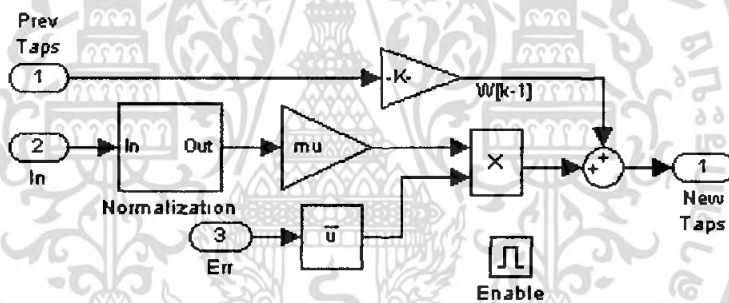 Prev
Taps
1
-K-
W[k-1]
2
In
In
Out
mu
×
+
+
1
New
Taps
Normalization
3
Err
u
Enable